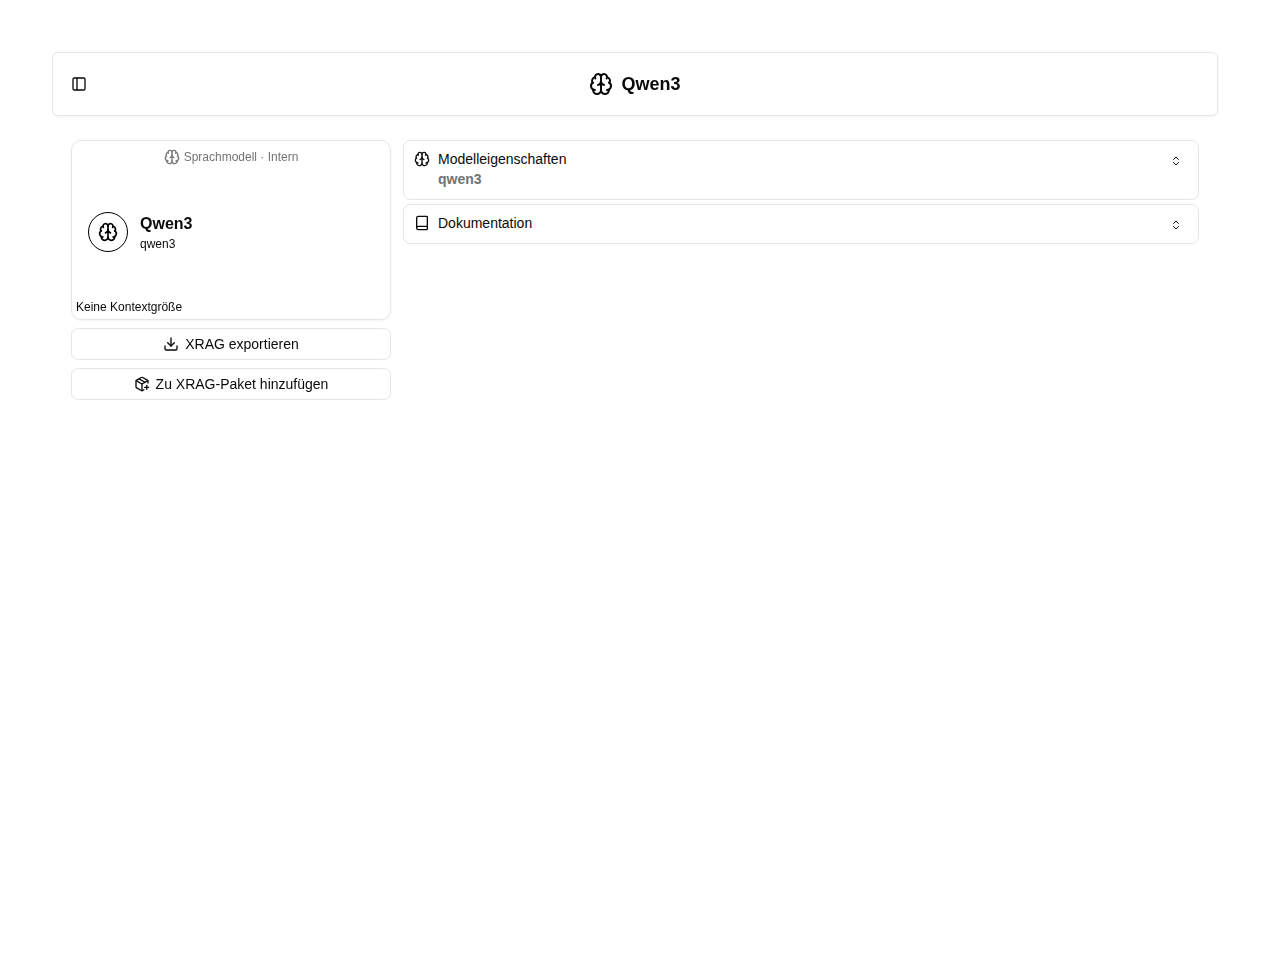 Qwen3
Sprachmodell · Intern
Qwen3
qwen3
Keine Kontextgröße
XRAG exportieren
Zu XRAG-Paket hinzufügen
Modelleigenschaften
qwen3
Dokumentation